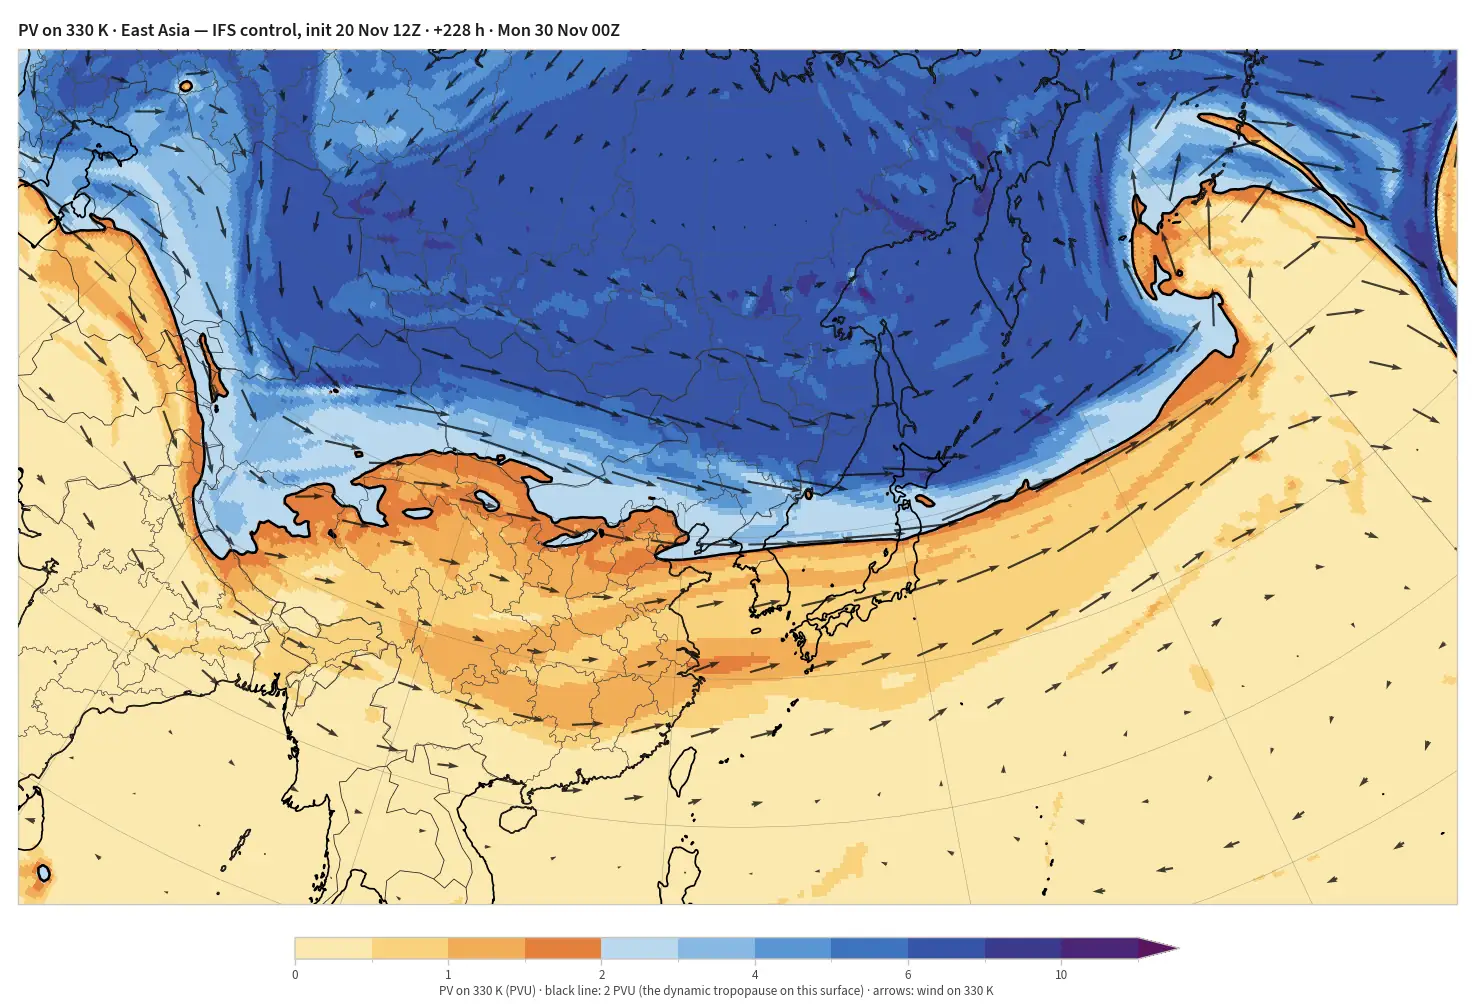 PV on 330 K · East Asia — IFS control, init 20 Nov 12Z · +228 h · Mon 30 Nov 00Z
0 1 2 4 6 10
PV on 330 K (PVU) · black line: 2 PVU (the dynamic tropopause on this surface) · arrows: wind on 330 K